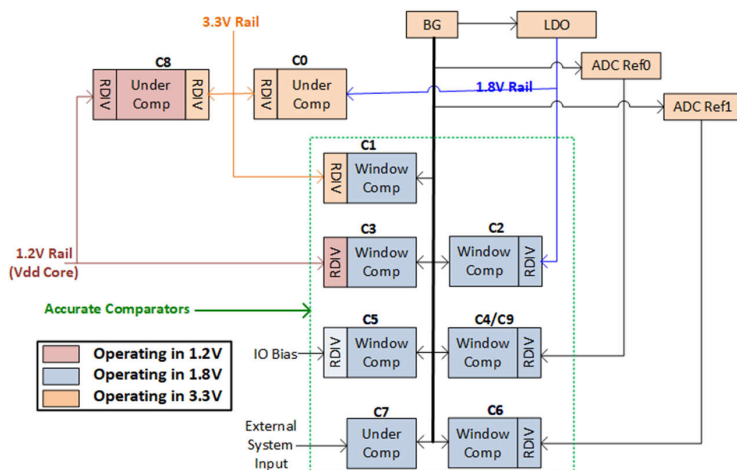 BG
LDO
3.3V Rail
C8
C0
RDIV
Under
Comp
RDIV
RDIV
Under
Comp
ADC Ref0
1.8V Rail
ADC Ref1
C1
RDIV
Window
Comp
C3
RDIV
Window
Comp
C2
Window
Comp
RDIV
1.2V Rail
(Vdd Core)
Accurate Comparators
C5
RDIV
Window
Comp
C4/C9
Window
Comp
RDIV
IO Bias
Operating in 1.2V
Operating in 1.8V
Operating in 3.3V
C7
Under
Comp
C6
Window
Comp
RDIV
External
System
Input